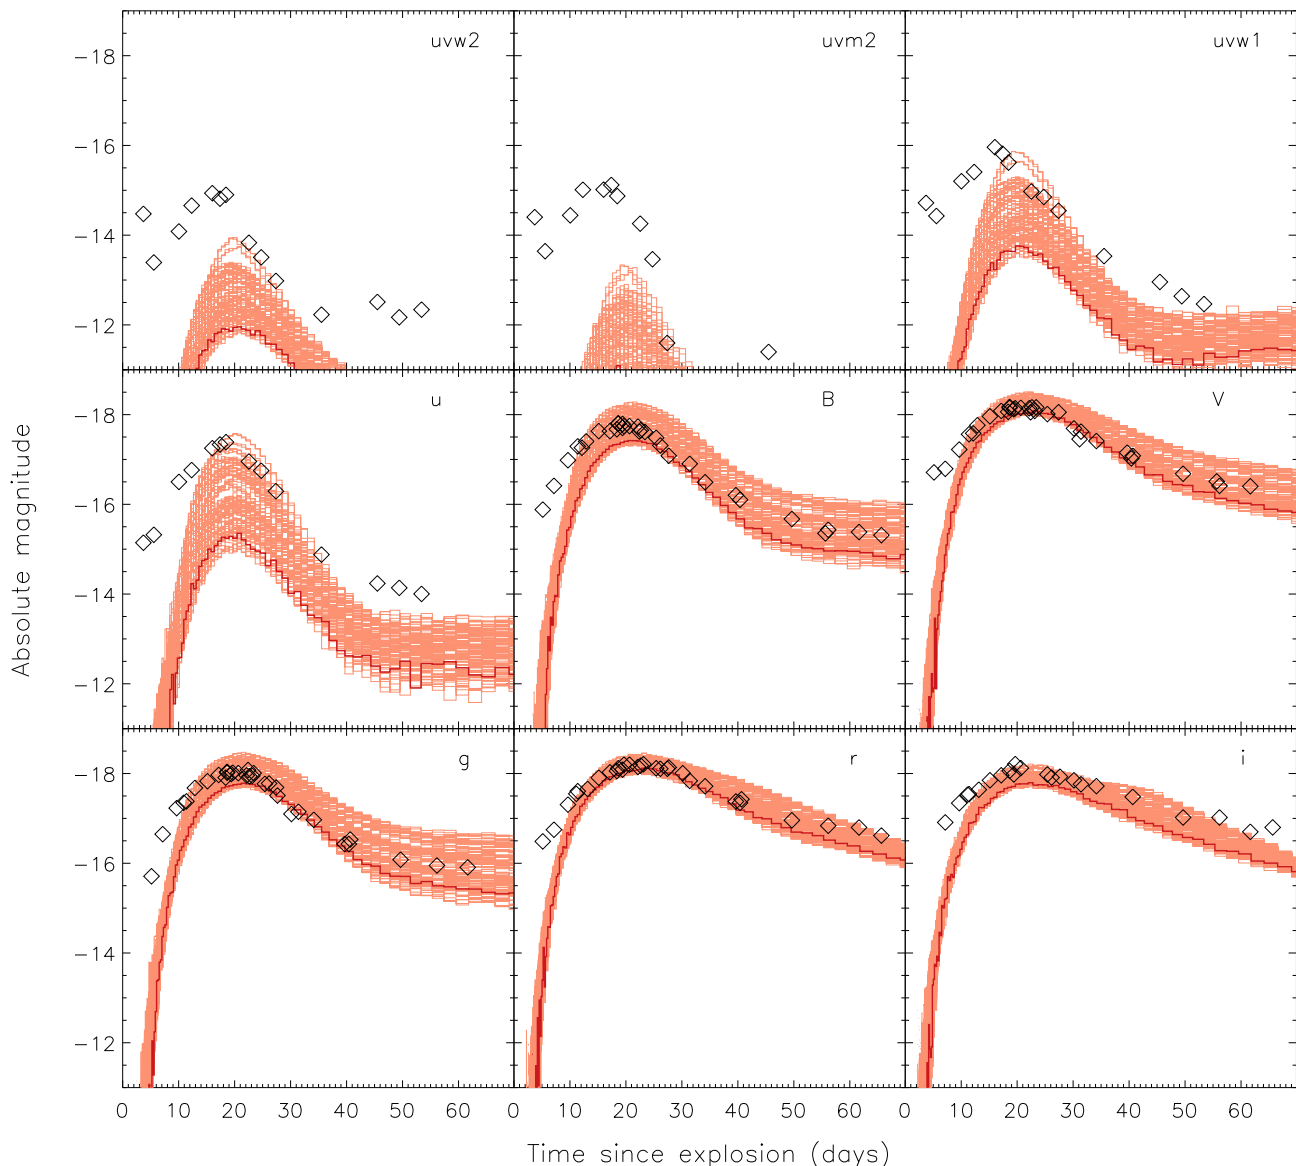 uvw2 uvm2 uvw1
-18
-16
-14
-12
u B V
-18
-16
-14
-12
g r i
-18
-16
-14
-12
0 10 20 30 40 50 60 0 10 20 30 40 50 60 0 10 20 30 40 50 60
Absolute magnitude
Time since explosion (days)